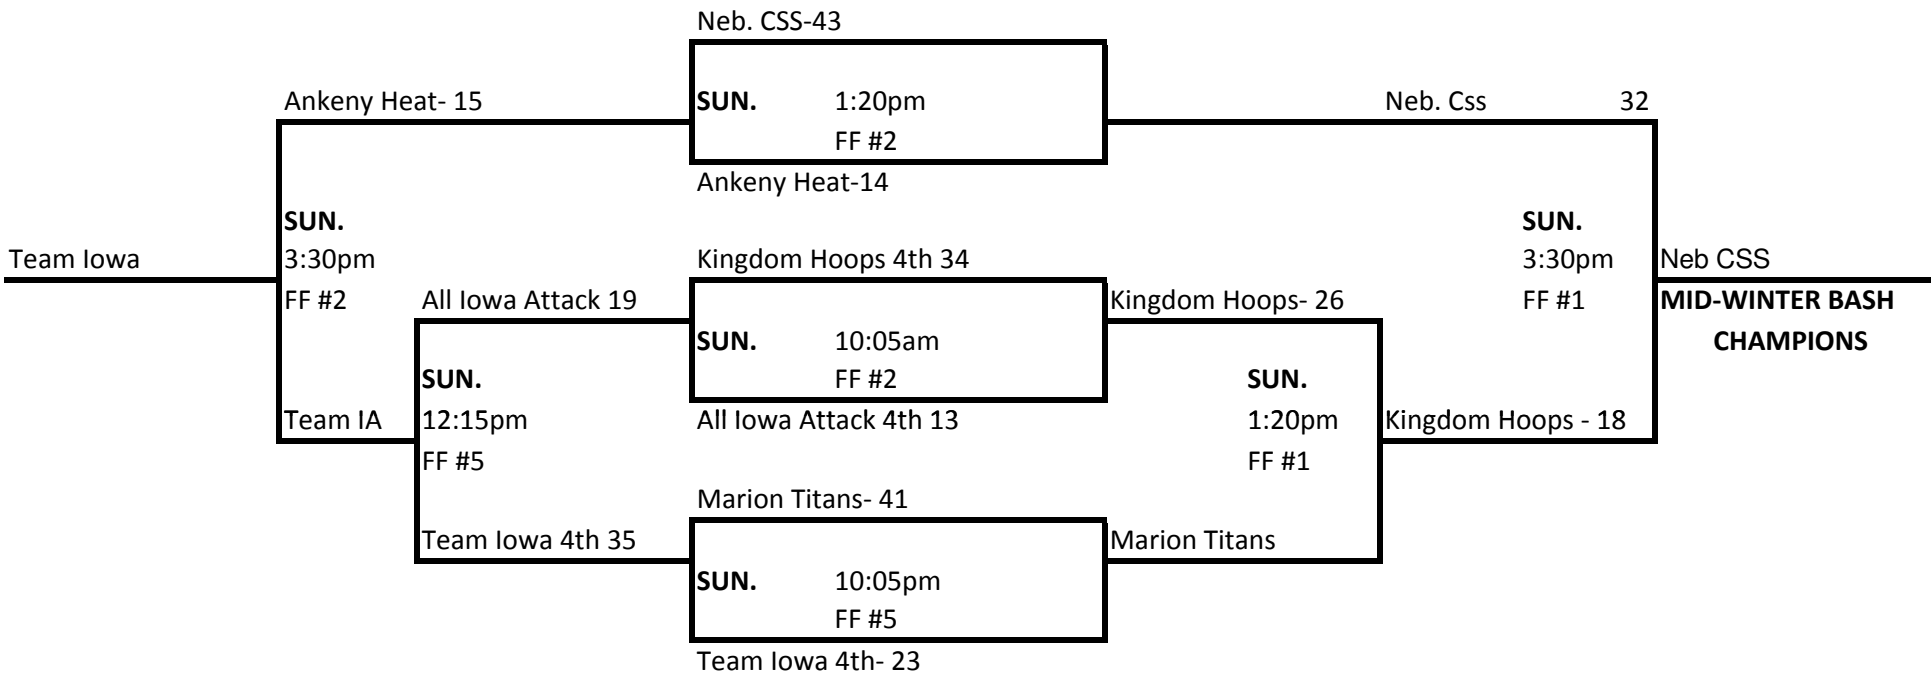 Neb. CSS-43
Ankeny Heat- 15 SUN. 1:20pm Neb. Css 32
FF #2
Ankeny Heat-14
SUN. SUN.
Team Iowa 3:30pm Kingdom Hoops 4th 34 3:30pm Neb CSS
FF #2 All Iowa Attack 19 Kingdom Hoops- 26 FF #1 MID-WINTER BASH
SUN. 10:05am CHAMPIONS
SUN. FF #2 SUN.
Team IA 12:15pm All Iowa Attack 4th 13 1:20pm Kingdom Hoops - 18
FF #5 FF #1
Marion Titans- 41
Team Iowa 4th 35 Marion Titans
SUN. 10:05pm
FF #5
Team Iowa 4th- 23